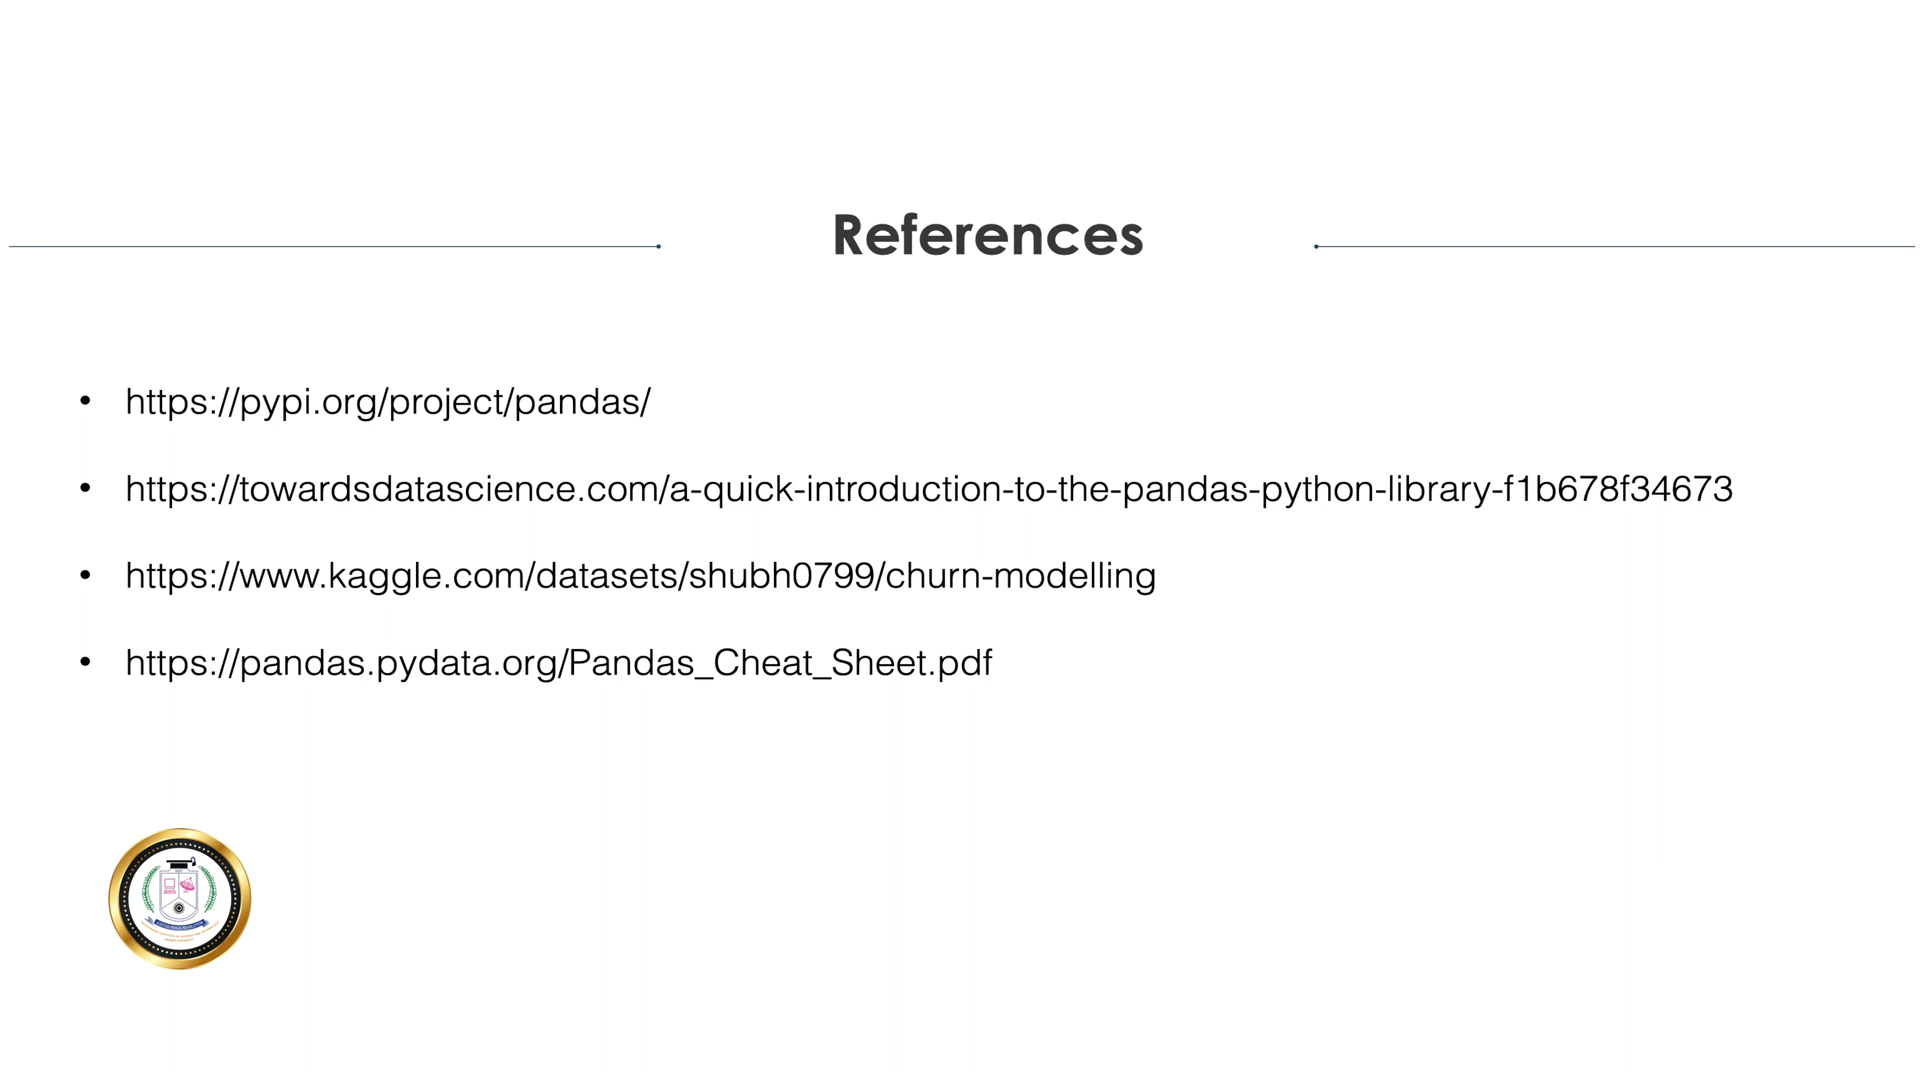 References
• https://pypi.org/project/pandas/
• https://towardsdatascience.com/a-quick-introduction-to-the-pandas-python-library-f1b678f34673
• https://www.kaggle.com/datasets/shubh0799/churn-modelling
• https://pandas.pydata.org/Pandas_Cheat_Sheet.pdf